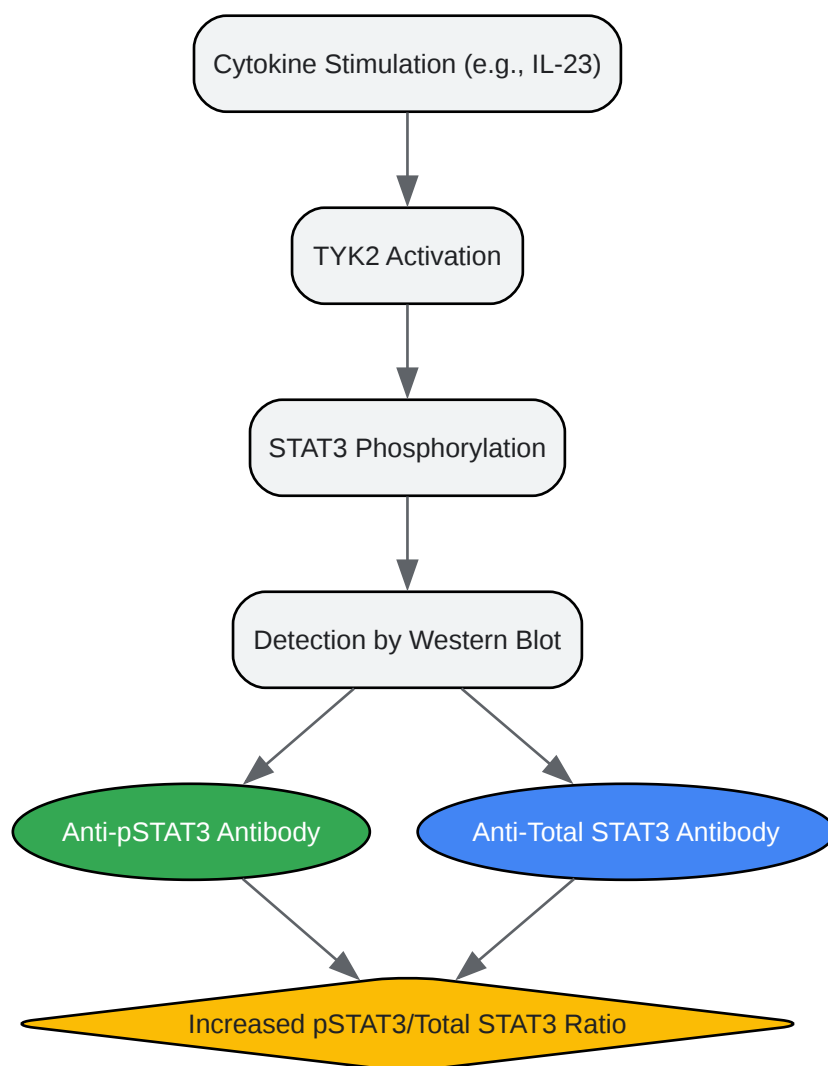 Cytokine Stimulation (e.g., IL-23)
TYK2 Activation
STAT3 Phosphorylation
Detection by Western Blot
Anti-pSTAT3 Antibody
Anti-Total STAT3 Antibody
Increased pSTAT3/Total STAT3 Ratio